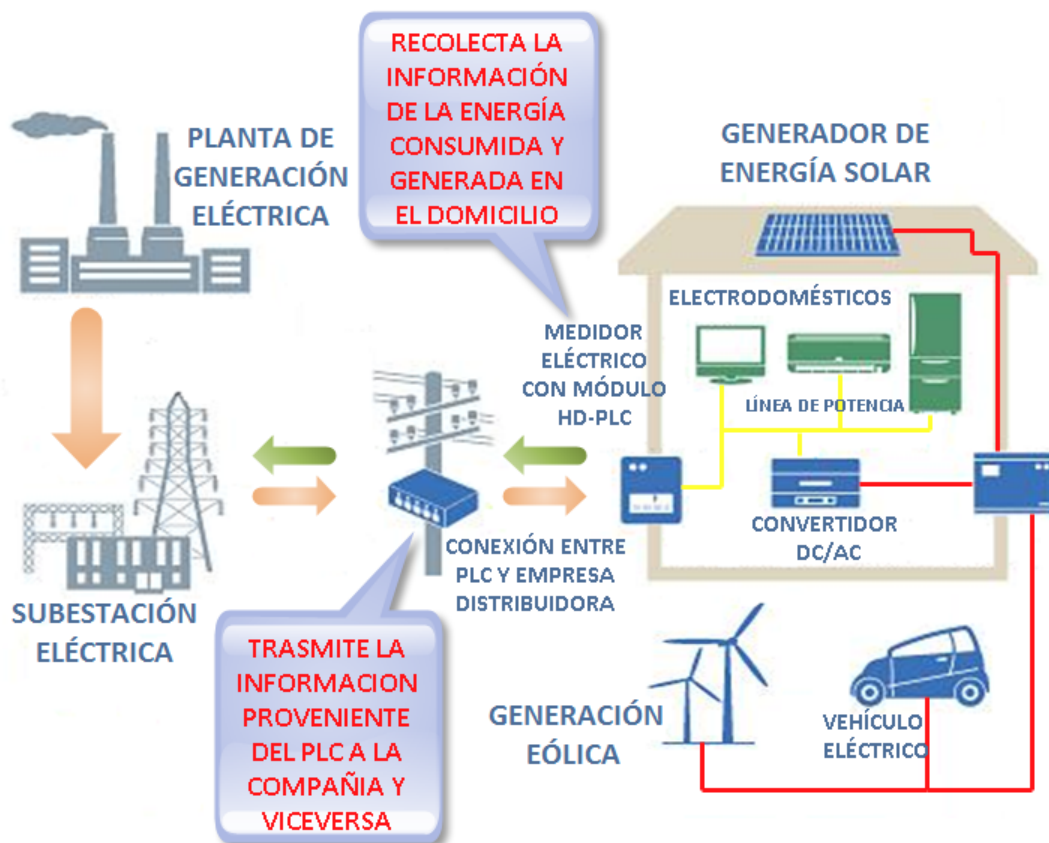 RECOLECTA LA
INFORMACIÓN
DE LA ENERGÍA
CONSUMIDA Y
GENERADA EN
EL DOMICILIO
PLANTA DE
GENERACIÓN
ELÉCTRICA
GENERADOR DE
ENERGÍA SOLAR
ELECTRODOMÉSTICOS
MEDIDOR
ELÉCTRICO
CON MÓDULO
HD-PLC
LÍNEA DE POTENCIA
CONVERTIDOR
DC/AC
CONEXIÓN ENTRE
PLC Y EMPRESA
DISTRIBUIDORA
SUBESTACIÓN
ELÉCTRICA
TRASMITE LA
INFORMACION
PROVENIENTE
DEL PLC A LA
COMPAÑIA Y
VICEVERSA
GENERACIÓN
EÓLICA
VEHÍCULO
ELÉCTRICO